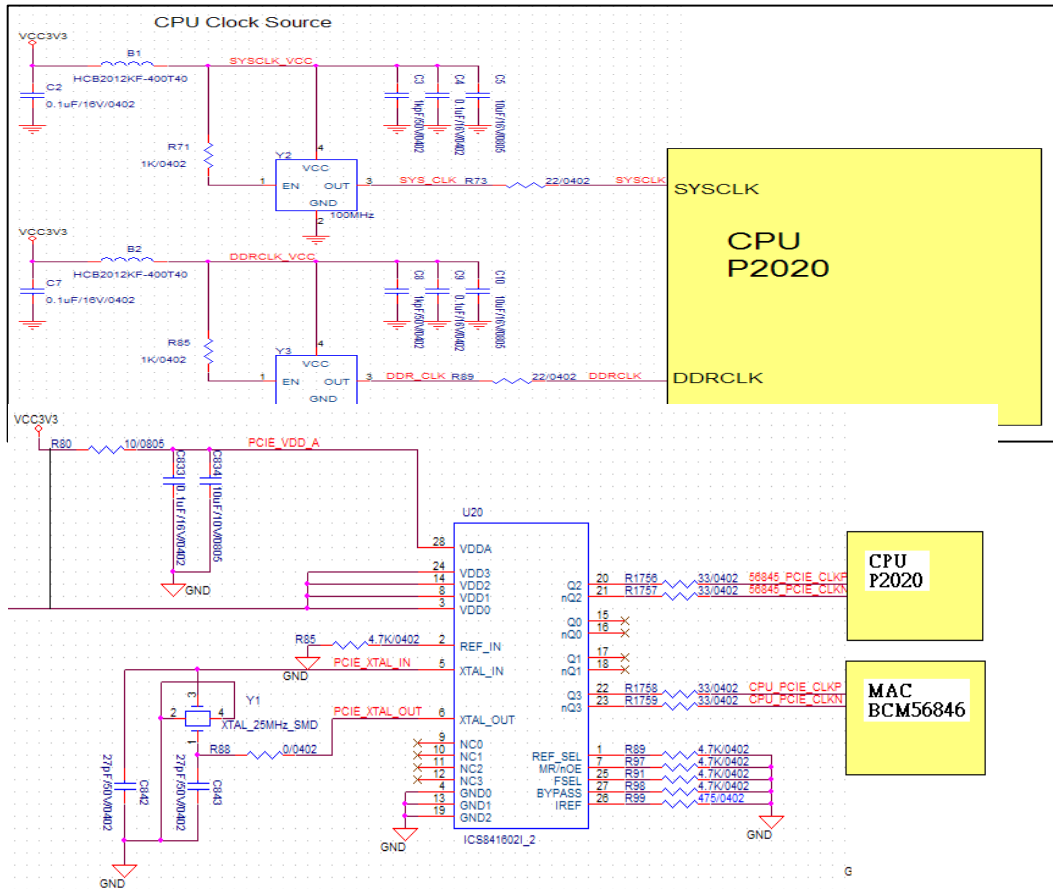 CPU Clock Source
VCC3V3
B1
HCB2012KF-400T40
SYSCLK_VCC
C2
0.1uF/16V/0402
C3
1kpF/50V/0402
C4
0.1uF/16V/0402
C5
10uF/16V/0805
R71
1K/0402
Y2
4
VCC
1
EN
OUT
3
SYS_CLK
R73
22/0402
SYSCLK
SYSCLK
GND
100MHz
2
CPU
P2020
VCC3V3
B2
HCB2012KF-400T40
DDRCLK_VCC
C7
0.1uF/16V/0402
C8
1kpF/50V/0402
C9
0.1uF/16V/0402
C10
10uF/16V/0805
R85
1K/0402
Y3
4
VCC
1
EN
OUT
3
DDR_CLK
R89
22/0402
DDRCLK
DDRCLK
GND
VCC3V3
R80
10/0805
PCIE_VDD_A
C833
0.1uF/16V/0402
C834
10uF/10V/0805
GND
U20
28
VDDA
24
VDD3
14
VDD2
8
VDD1
3
VDD0
R85
4.7K/0402
2
REF_IN
GND
PCIE_XTAL_IN
5
XTAL_IN
3
Y1
2
4
XTAL_25MHz_SMD
1
PCIE_XTAL_OUT
6
XTAL_OUT
R88
0/0402
27pF/50V/0402
C842
27pF/50V/0402
C843
GND
9
NC0
10
NC1
11
NC2
12
NC3
4
GND0
13
GND1
19
GND2
GND
ICS841602I_2
Q2
20
R1756
33/0402
56845_PCIE_CLKP
nQ2
21
R1757
33/0402
56845_PCIE_CLKN
Q0
15
nQ0
16
Q1
17
nQ1
18
Q3
22
R1758
33/0402
CPU_PCIE_CLKP
nQ3
23
R1759
33/0402
CPU_PCIE_CLKN
REF_SEL
1
R89
4.7K/0402
MR/nOE
7
R97
4.7K/0402
FSEL
25
R91
4.7K/0402
BYPASS
27
R98
4.7K/0402
IREF
26
R99
475/0402
GND
CPU
P2020
MAC
BCM56846
G